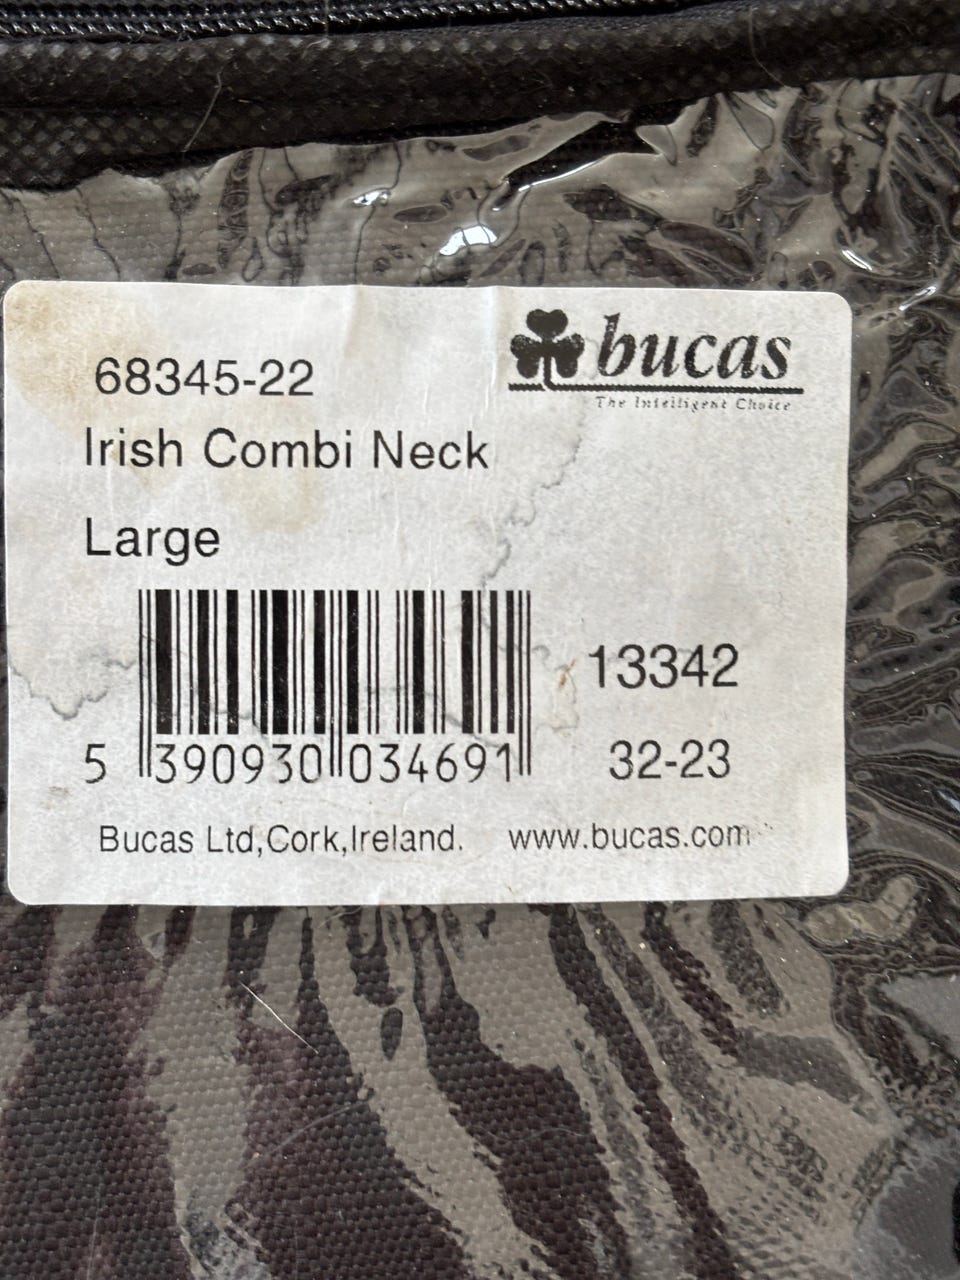 bucas
The Intelligent Choice
68345-22
Irish Combi Neck
Large
13342
5 390930 034691
32-23
Bucas Ltd,Cork,Ireland. www.bucas.com